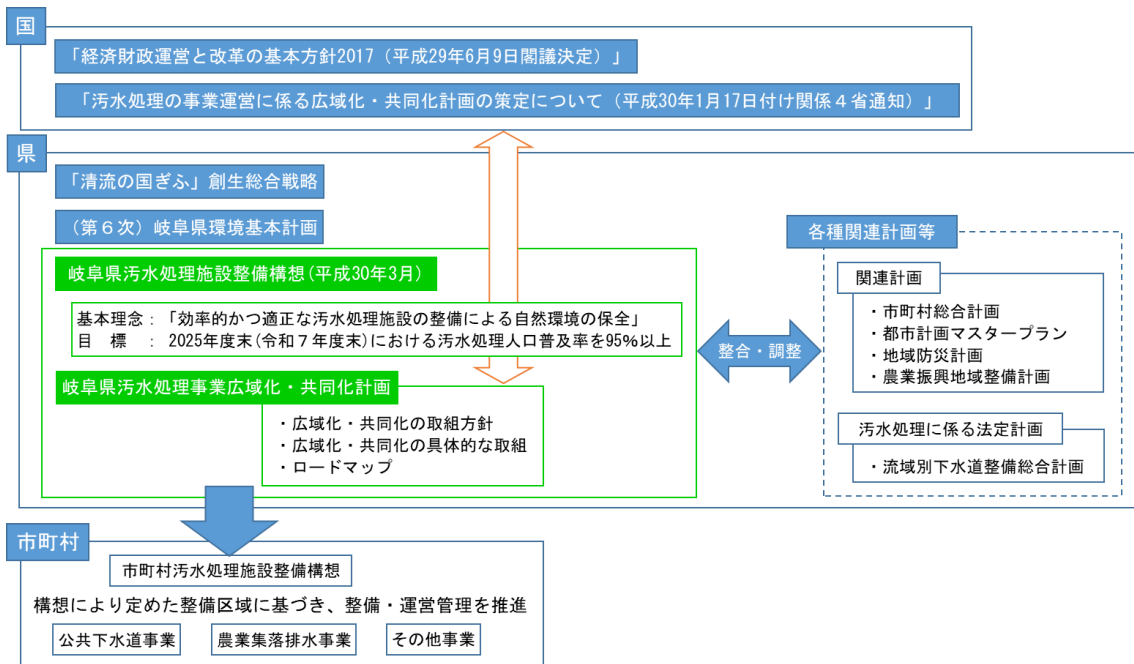 国
「経済財政運営と改革の基本方針2017（平成29年6月9日閣議決定）」
「汚水処理の事業運営に係る広域化・共同化計画の策定について（平成30年1月17日付け関係４省通知）」
県
「清流の国ぎふ」創生総合戦略
（第６次）岐阜県環境基本計画
岐阜県汚水処理施設整備構想(平成30年3月)
基本理念：「効率的かつ適正な汚水処理施設の整備による自然環境の保全」
目　標　：　2025年度末(令和７年度末)における汚水処理人口普及率を95%以上
岐阜県汚水処理事業広域化・共同化計画
・広域化・共同化の取組方針
・広域化・共同化の具体的な取組
・ロードマップ
整合・調整
各種関連計画等
関連計画
・市町村総合計画
・都市計画マスタープラン
・地域防災計画
・農業振興地域整備計画
汚水処理に係る法定計画
・流域別下水道整備総合計画
市町村
市町村汚水処理施設整備構想
構想により定めた整備区域に基づき、整備・運営管理を推進
公共下水道事業
農業集落排水事業
その他事業